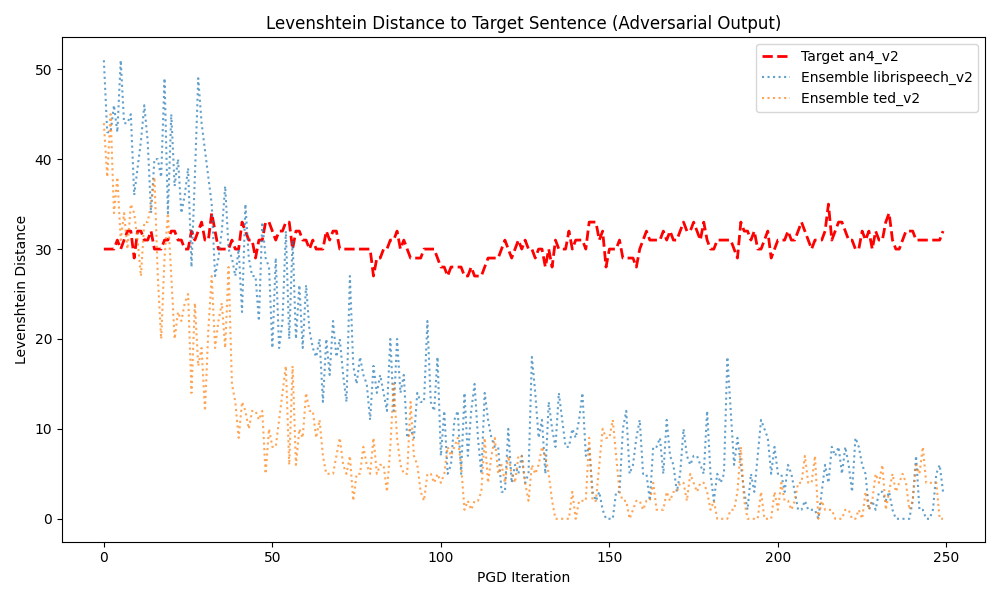 Levenshtein Distance to Target Sentence (Adversarial Output)
Target an4_v2
Ensemble librispeech_v2
Ensemble ted_v2
Levenshtein Distance
50
40
30
20
10
0
0 50 100 150 200 250
PGD Iteration